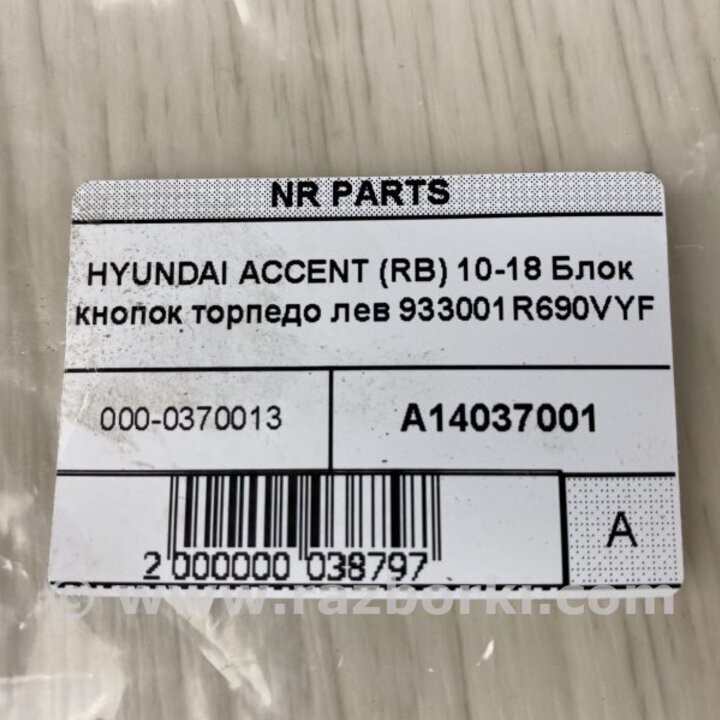 NR PARTS
HYUNDAI ACCENT (RB) 10-18 Блок
кнопок торпедо лев 933001R690VYF
000-0370013
A14037001
2 000000 038797
A
© www.razborki.com